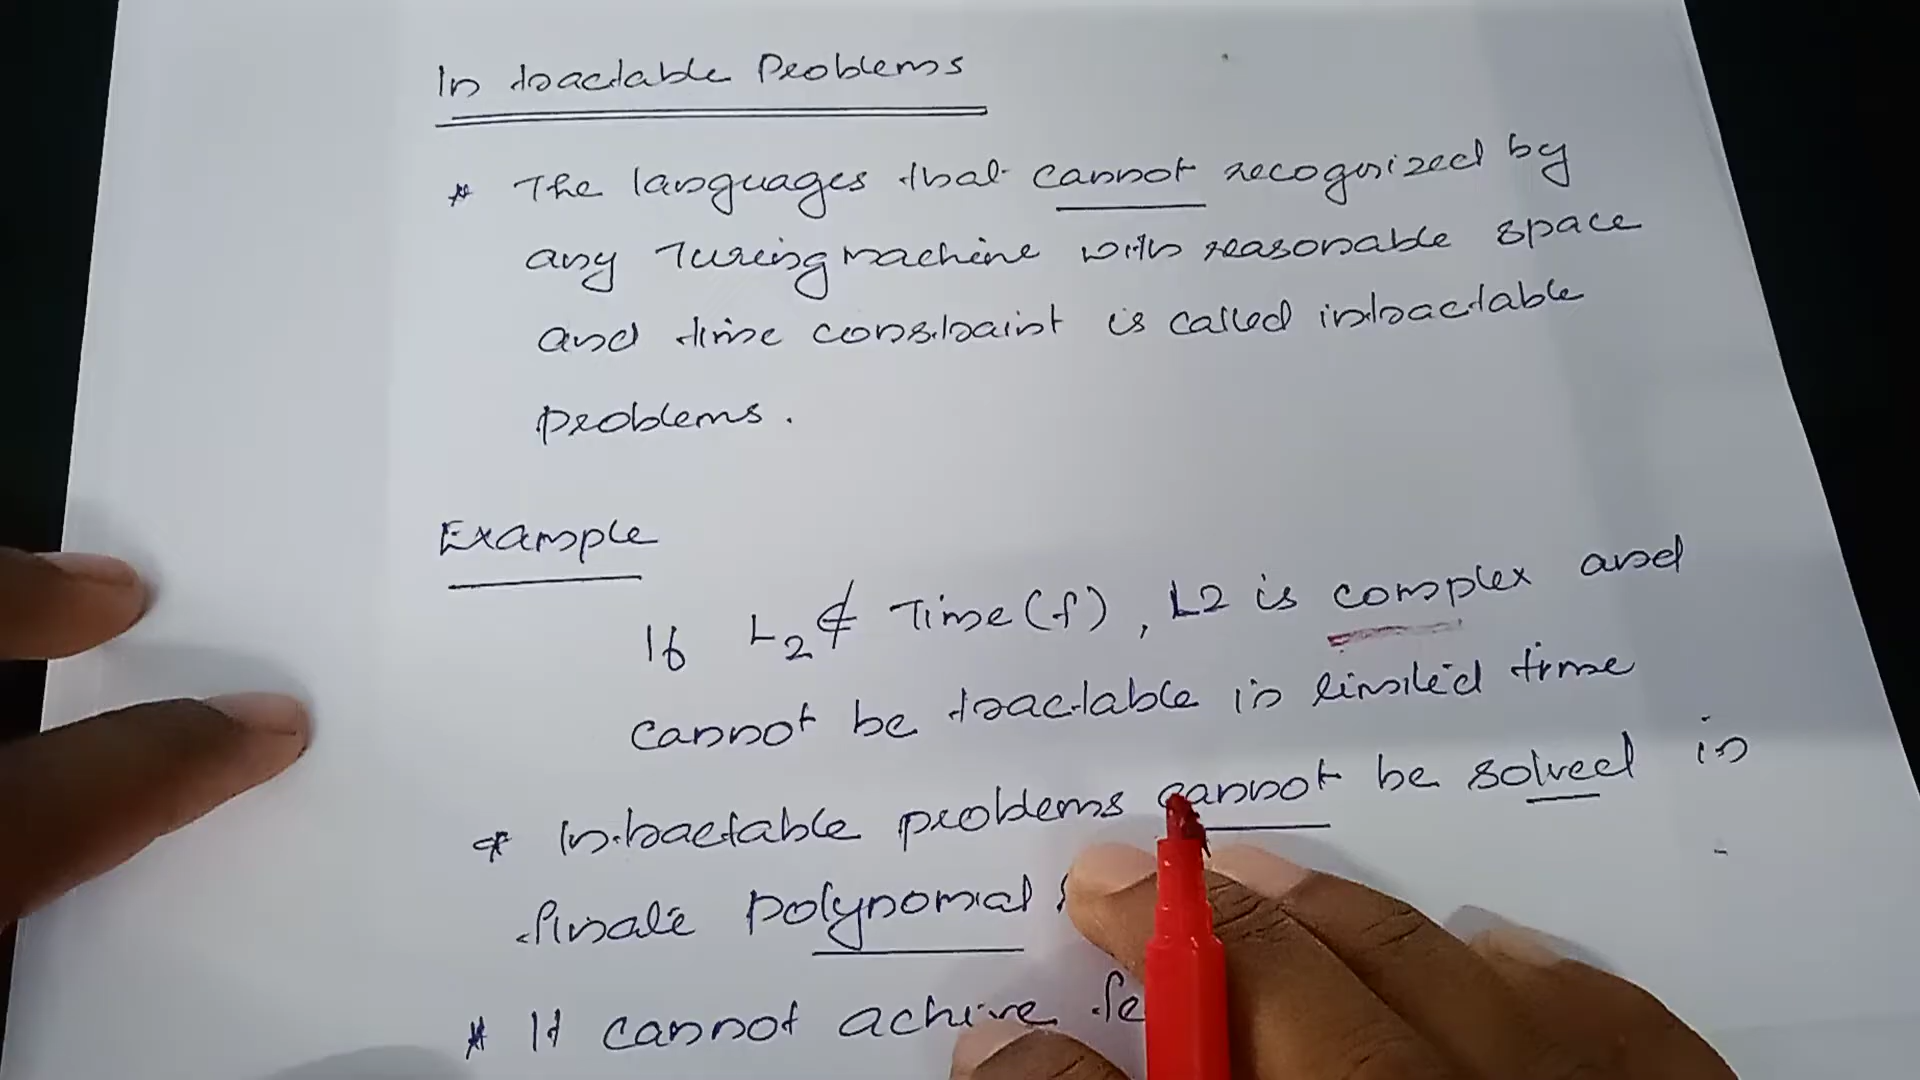 Intractable Problems
* The languages that cannot recognized by
any Turing machine with reasonable space
and time constraint is called intractable
problems.
Example
If L2 ∉ Time(f), L2 is complex and
cannot be tractable in limited time
* Intractable problems cannot be solved in
finate polynomial
* It cannot achive